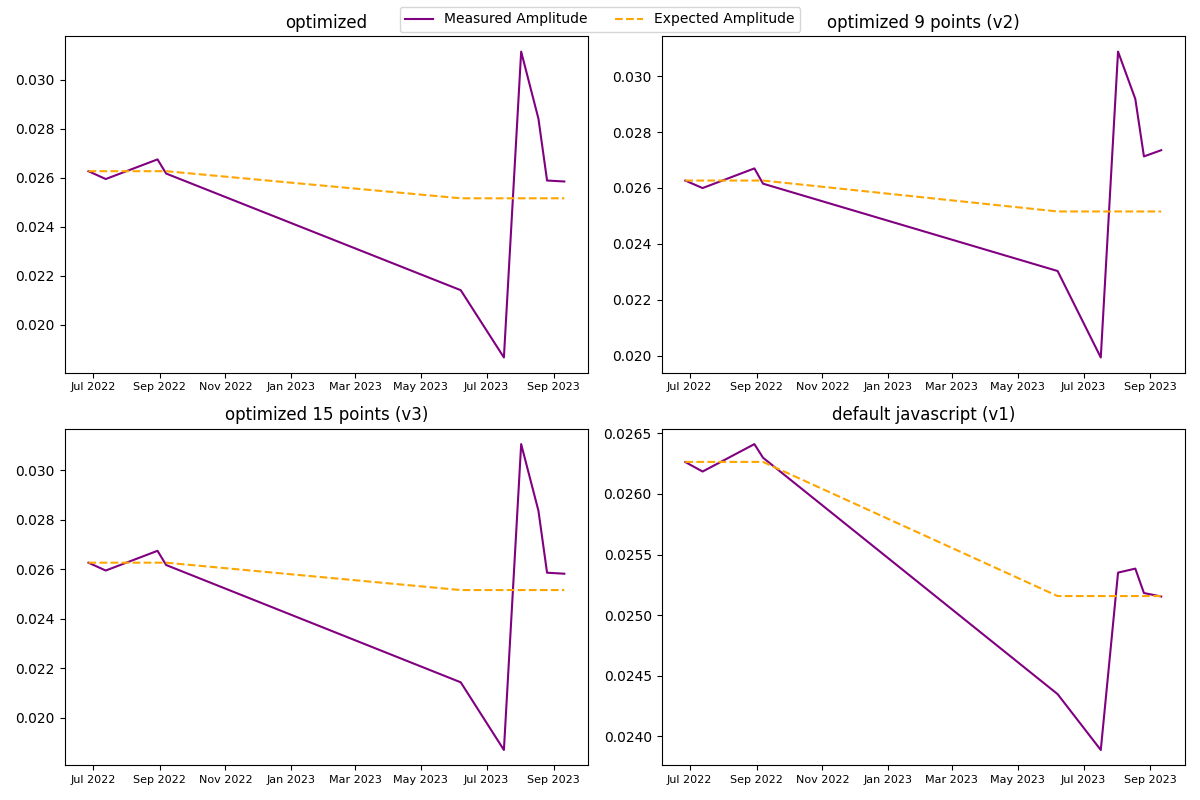 Measured Amplitude Expected Amplitude
optimized
0.030
0.028
0.026
0.024
0.022
0.020
Jul 2022 Sep 2022 Nov 2022 Jan 2023 Mar 2023 May 2023 Jul 2023 Sep 2023
optimized 9 points (v2)
0.030
0.028
0.026
0.024
0.022
0.020
Jul 2022 Sep 2022 Nov 2022 Jan 2023 Mar 2023 May 2023 Jul 2023 Sep 2023
optimized 15 points (v3)
0.030
0.028
0.026
0.024
0.022
0.020
Jul 2022 Sep 2022 Nov 2022 Jan 2023 Mar 2023 May 2023 Jul 2023 Sep 2023
default javascript (v1)
0.0265
0.0260
0.0255
0.0250
0.0245
0.0240
Jul 2022 Sep 2022 Nov 2022 Jan 2023 Mar 2023 May 2023 Jul 2023 Sep 2023